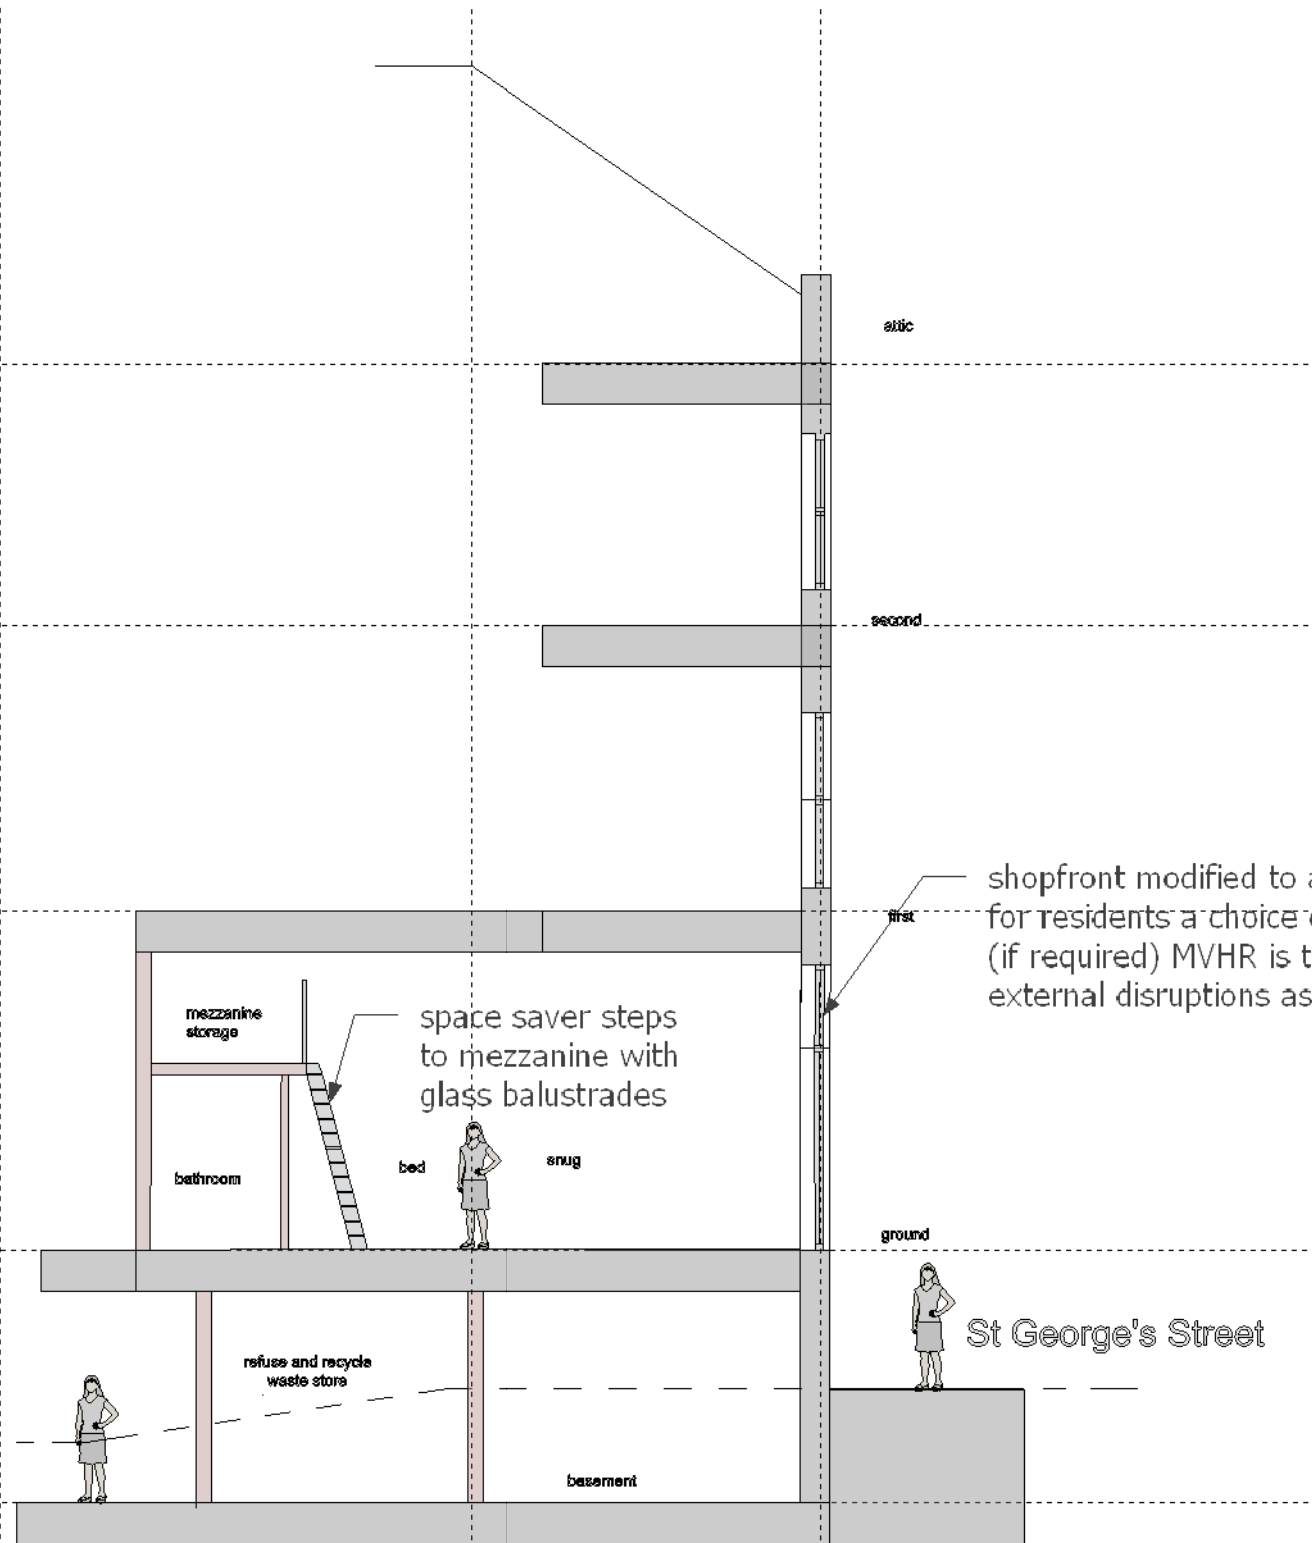 attic
second
shopfront modified to a
first
for residents a choice
(if required) MVHR is t
external disruptions as
mezzanine
storage
space saver steps
to mezzanine with
glass balustrades
bathroom
bed
snug
ground
St George's Street
refuse and recycle
waste store
basement